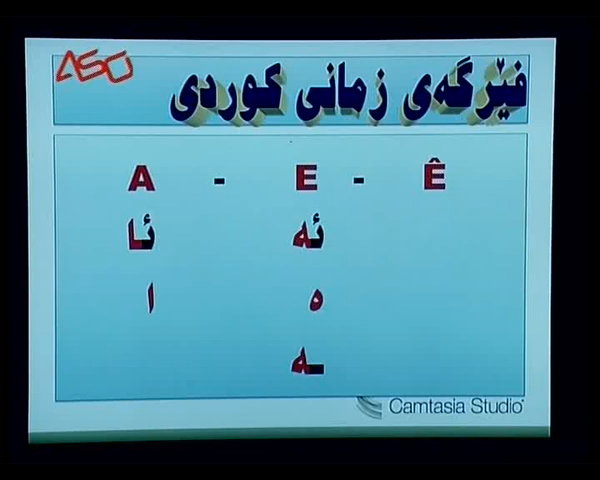 ASO
فێرگەی زمانی کوردی
A - E - Ê
ئا ئە
ا ە
ـە
Camtasia Studio